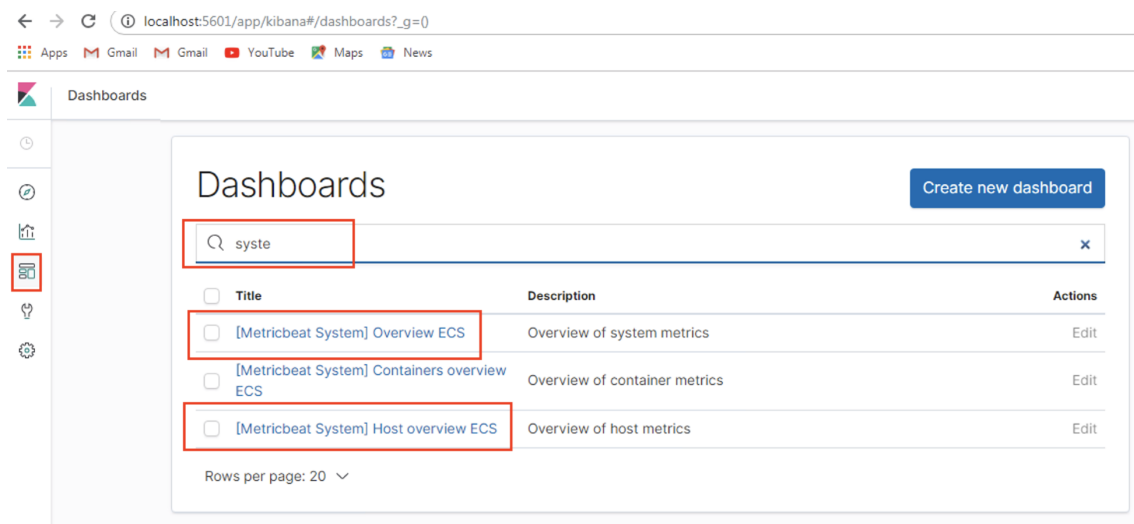 localhost:5601/app/kibana#/dashboards?_g=()
Apps Gmail Gmail YouTube Maps News
Dashboards
Dashboards
Create new dashboard
syste
Title Description Actions
[Metricbeat System] Overview ECS Overview of system metrics Edit
[Metricbeat System] Containers overview
ECS Overview of container metrics Edit
[Metricbeat System] Host overview ECS Overview of host metrics Edit
Rows per page: 20